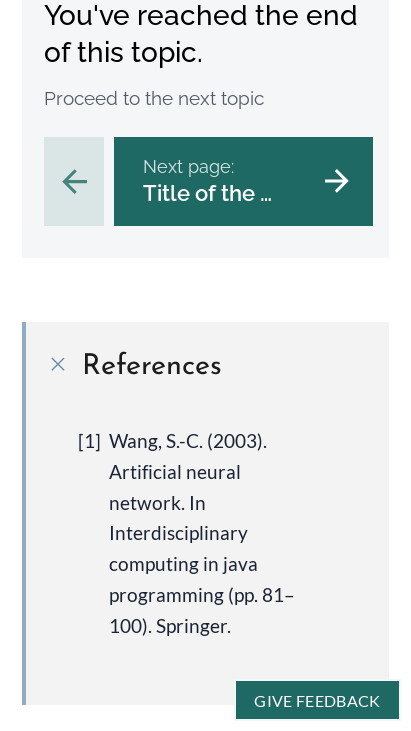 You've reached the end
of this topic.
Proceed to the next topic
Next page:
Title of the ...
References
[1] Wang, S.-C. (2003).
Artificial neural
network. In
Interdisciplinary
computing in java
programming (pp. 81–
100). Springer.
GIVE FEEDBACK